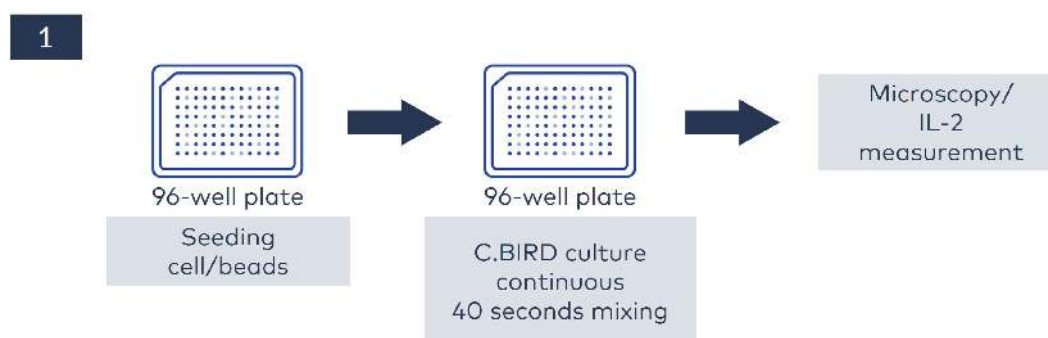 1
96-well plate
Seeding
cell/beads
96-well plate
C.BIRD culture
continuous
40 seconds mixing
Microscopy/
IL-2
measurement